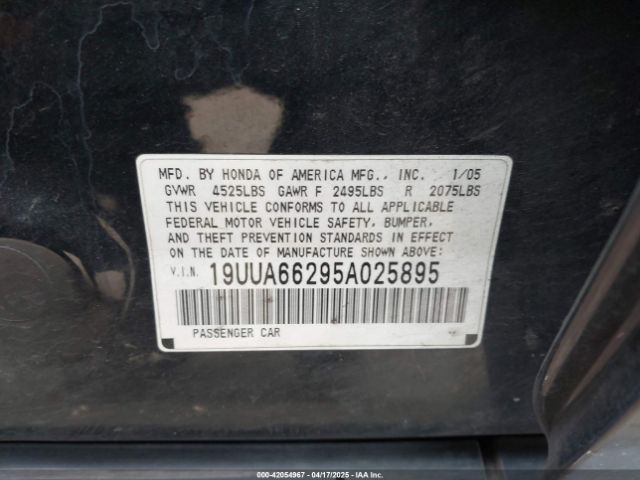 MFD. BY HONDA OF AMERICA MFG., INC. 1/05
GVWR 4525LBS GAWR F 2495LBS R 2075LBS
THIS VEHICLE CONFORMS TO ALL APPLICABLE
FEDERAL MOTOR VEHICLE SAFETY, BUMPER,
AND THEFT PREVENTION STANDARDS IN EFFECT
ON THE DATE OF MANUFACTURE SHOWN ABOVE.
V.I.N. 19UUA66295A025895
PASSENGER CAR
000-42054967 - 04/17/2025 - IAA Inc.